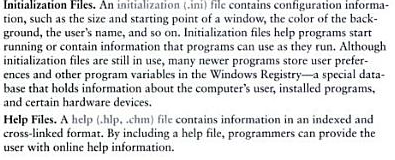 Initialization Files. An initialization (.ini) file contains configuration informa-
tion, such as the size and starting point of a window, the color of the back-
ground, the user's name, and so on. Initialization files help programs start
running or contain information that programs can use as they run. Although
initialization files are still in use, many newer programs store user prefer-
ences and other program variables in the Windows Registry—a special data-
base that holds information about the computer's user, installed programs,
and certain hardware devices.
Help Files. A help (.hlp, .chm) file contains information in an indexed and
cross-linked format. By including a help file, programmers can provide the
user with online help information.